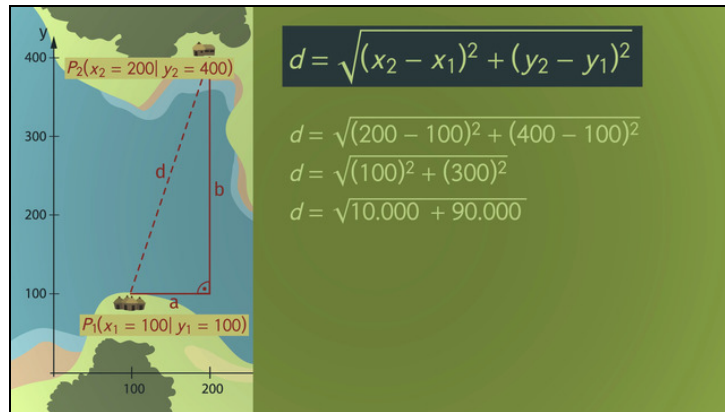 y
400
P₂(x₂ = 200| y₂ = 400)
300
d
b
200
100
a
P₁(x₁ = 100| y₁ = 100)
100 200
d = √(x₂ − x₁)² + (y₂ − y₁)²
d = √(200 − 100)² + (400 − 100)²
d = √(100)² + (300)²
d = √10.000 + 90.000